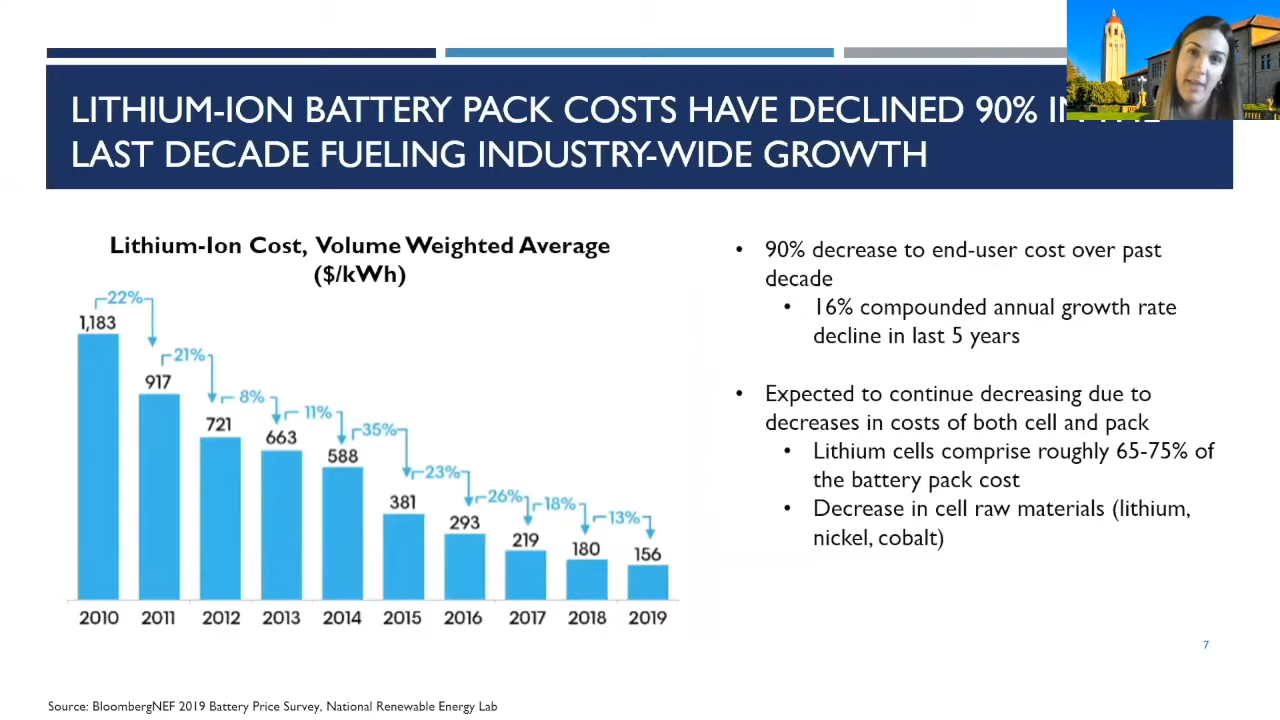 LITHIUM-ION BATTERY PACK COSTS HAVE DECLINED 90%
LAST DECADE FUELING INDUSTRY-WIDE GROWTH
Lithium-Ion Cost, Volume Weighted Average
($/kWh)
22%
1,183
21%
917
8%
721
11%
663
35%
588
23%
381
26%
293
18%
219
13%
180
156
2010 2011 2012 2013 2014 2015 2016 2017 2018 2019
• 90% decrease to end-user cost over past
decade
• 16% compounded annual growth rate
decline in last 5 years
• Expected to continue decreasing due to
decreases in costs of both cell and pack
• Lithium cells comprise roughly 65-75% of
the battery pack cost
• Decrease in cell raw materials (lithium,
nickel, cobalt)
7
Source: BloombergNEF 2019 Battery Price Survey, National Renewable Energy Lab